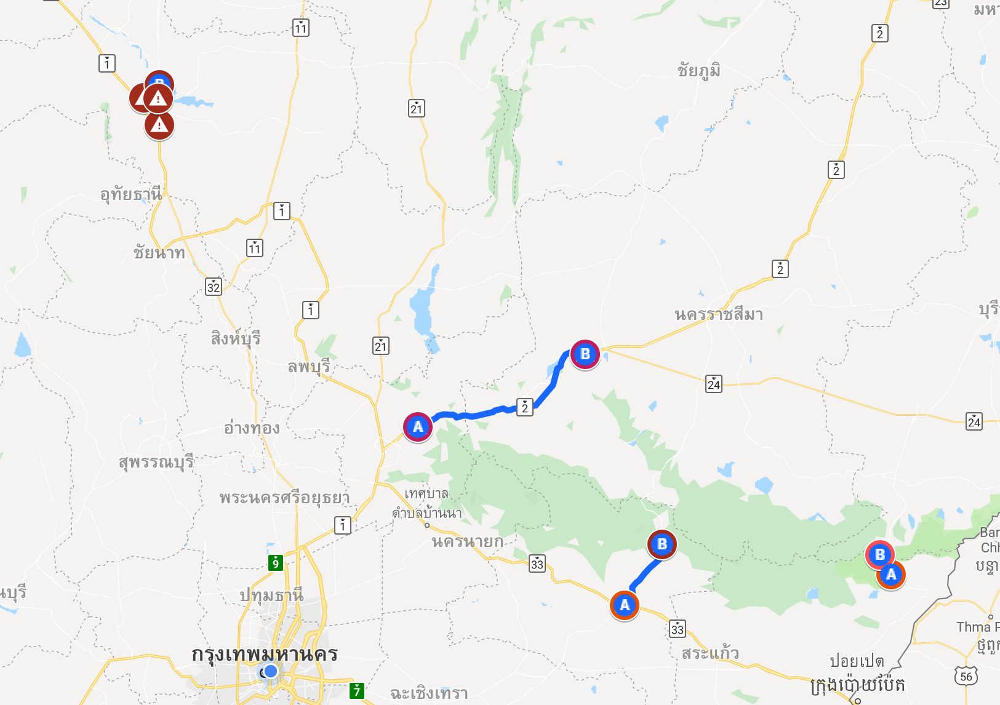 23
มหา
11
2
1
ชัยภูมิ
B
21
2
อุทัยธานี
1
11
ชัยนาท
2
32
1
นครราชสีมา
บุรี
สิงห์บุรี
21
B
ลพบุรี
24
2
24
A
อ่างทอง
สุพรรณบุรี
เทศบาล
ตำบลบ้านนา
พระนครศรีอยุธยา
1
นครนายก
B
B
9
33
A
นบุรี
ปทุมธานี
A
33
Thma P
สระแก้ว
กรุงเทพมหานคร
ปอยเปต
ក្រុងប៉ោយប៉ែត
56
7
ฉะเชิงเทรา